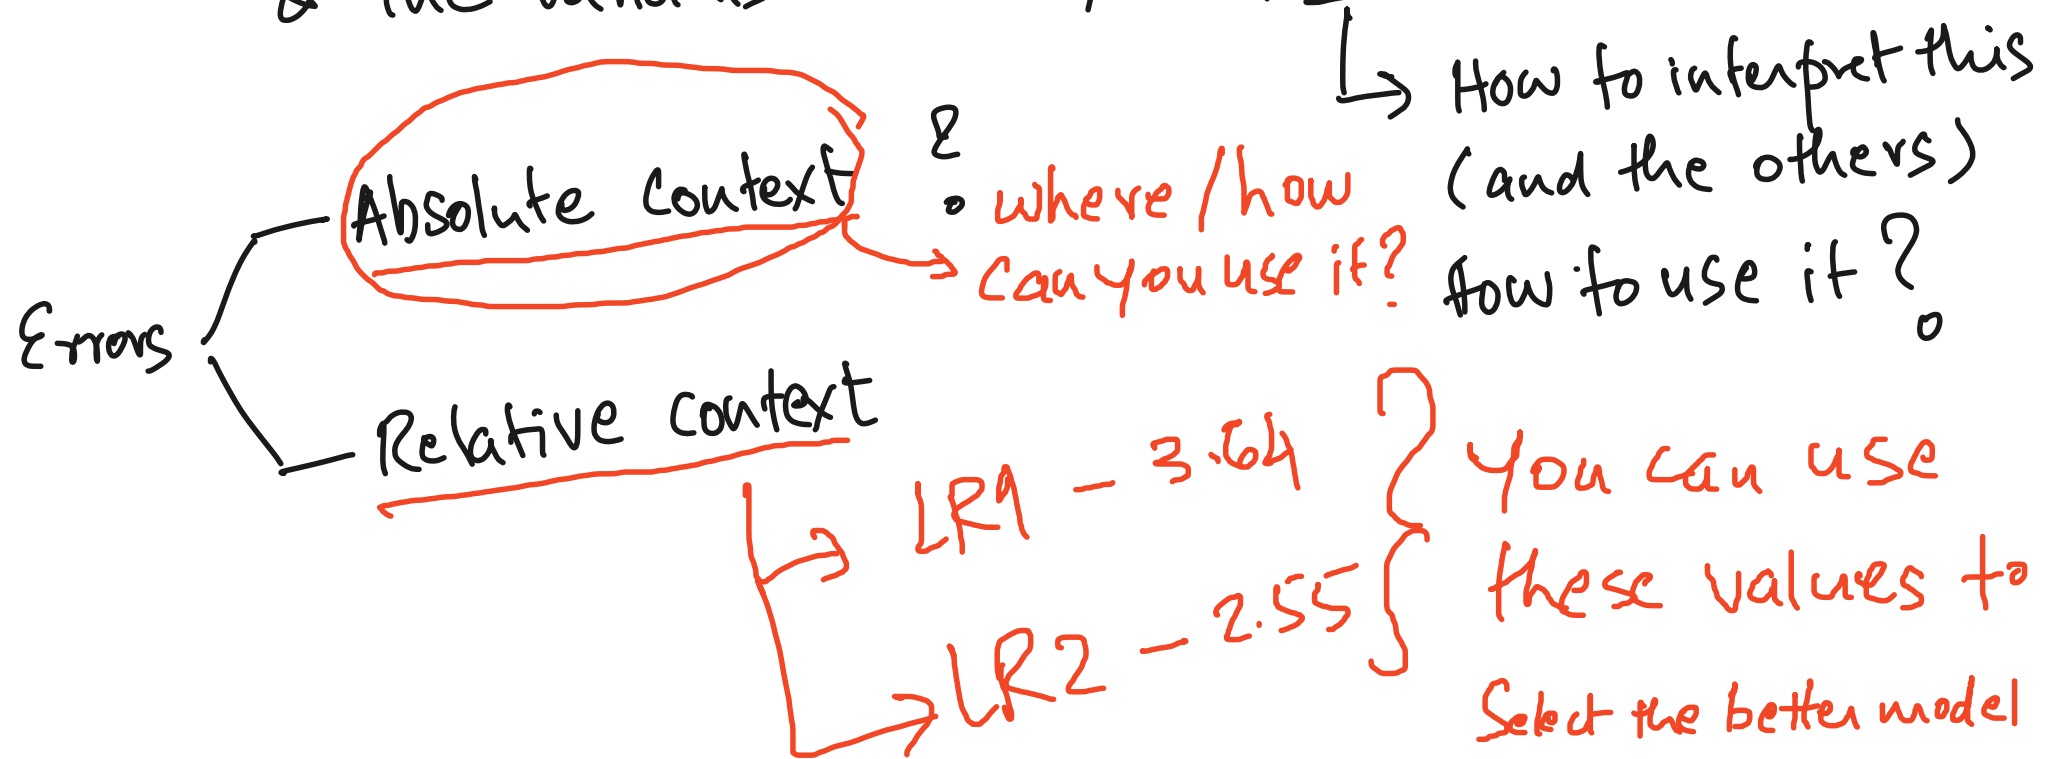 & the
How to interpret this
(and the others)
How to use it?
Errors
Absolute context ?
where/how
can you use it?
Relative context
LR1 - 3.64
LR2 - 2.55
You can use
these values to
Select the better model